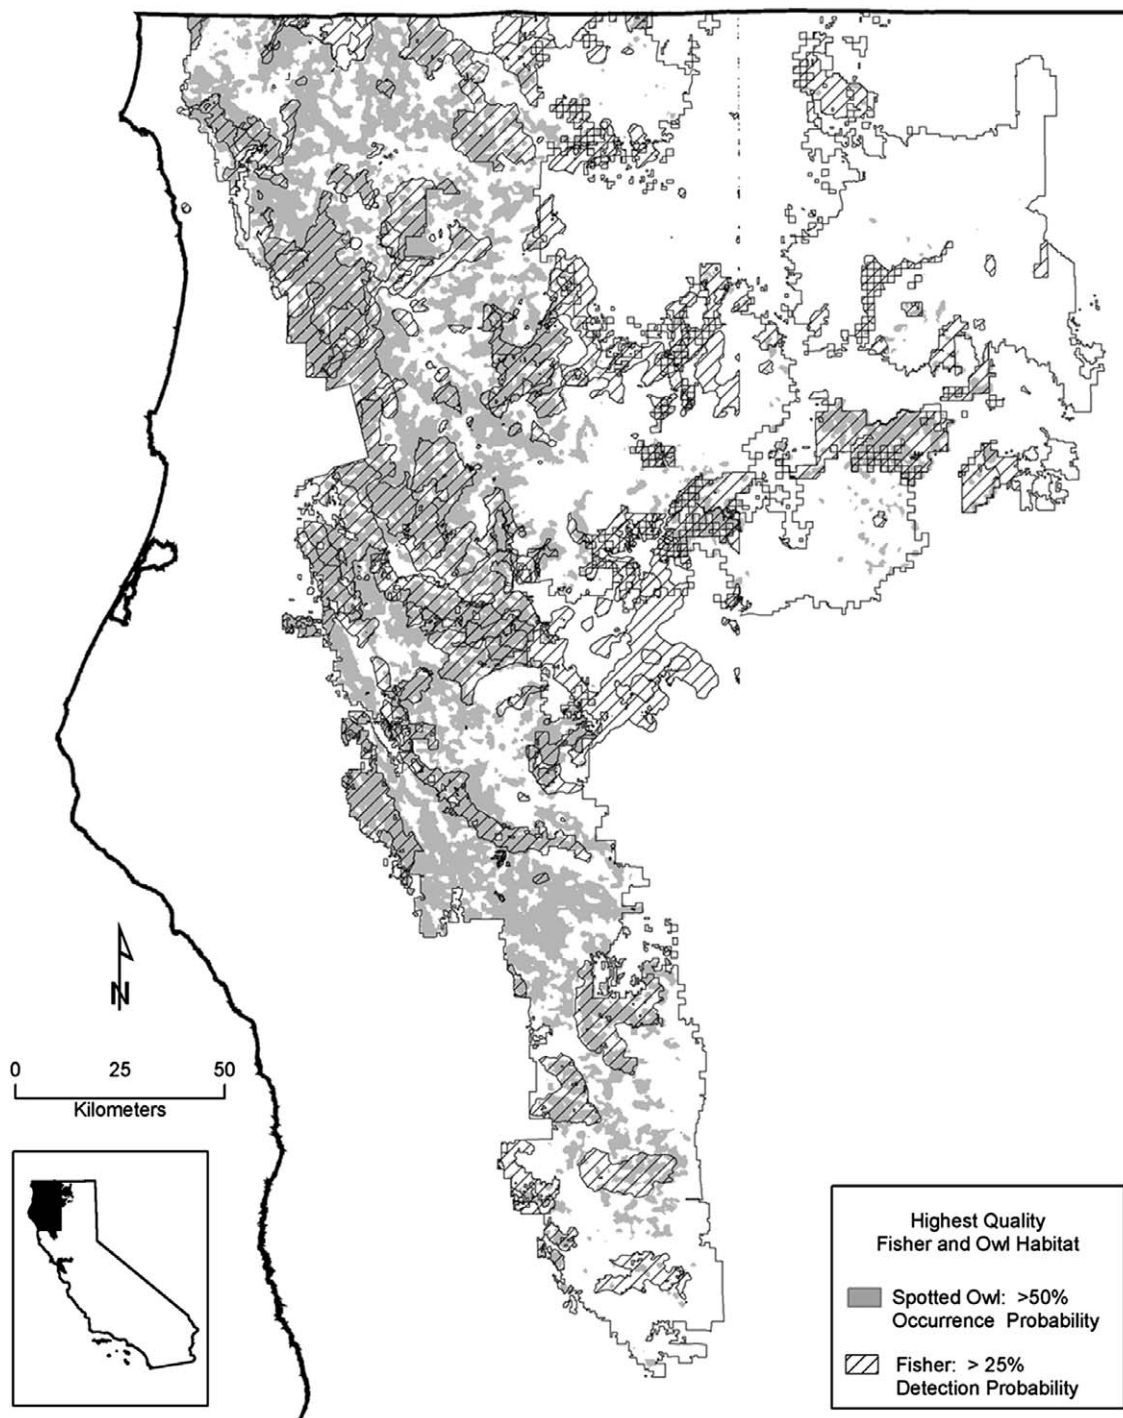 N
0 25 50
Kilometers
Highest Quality
Fisher and Owl Habitat
Spotted Owl: >50%
Occurrence Probability
Fisher: > 25%
Detection Probability